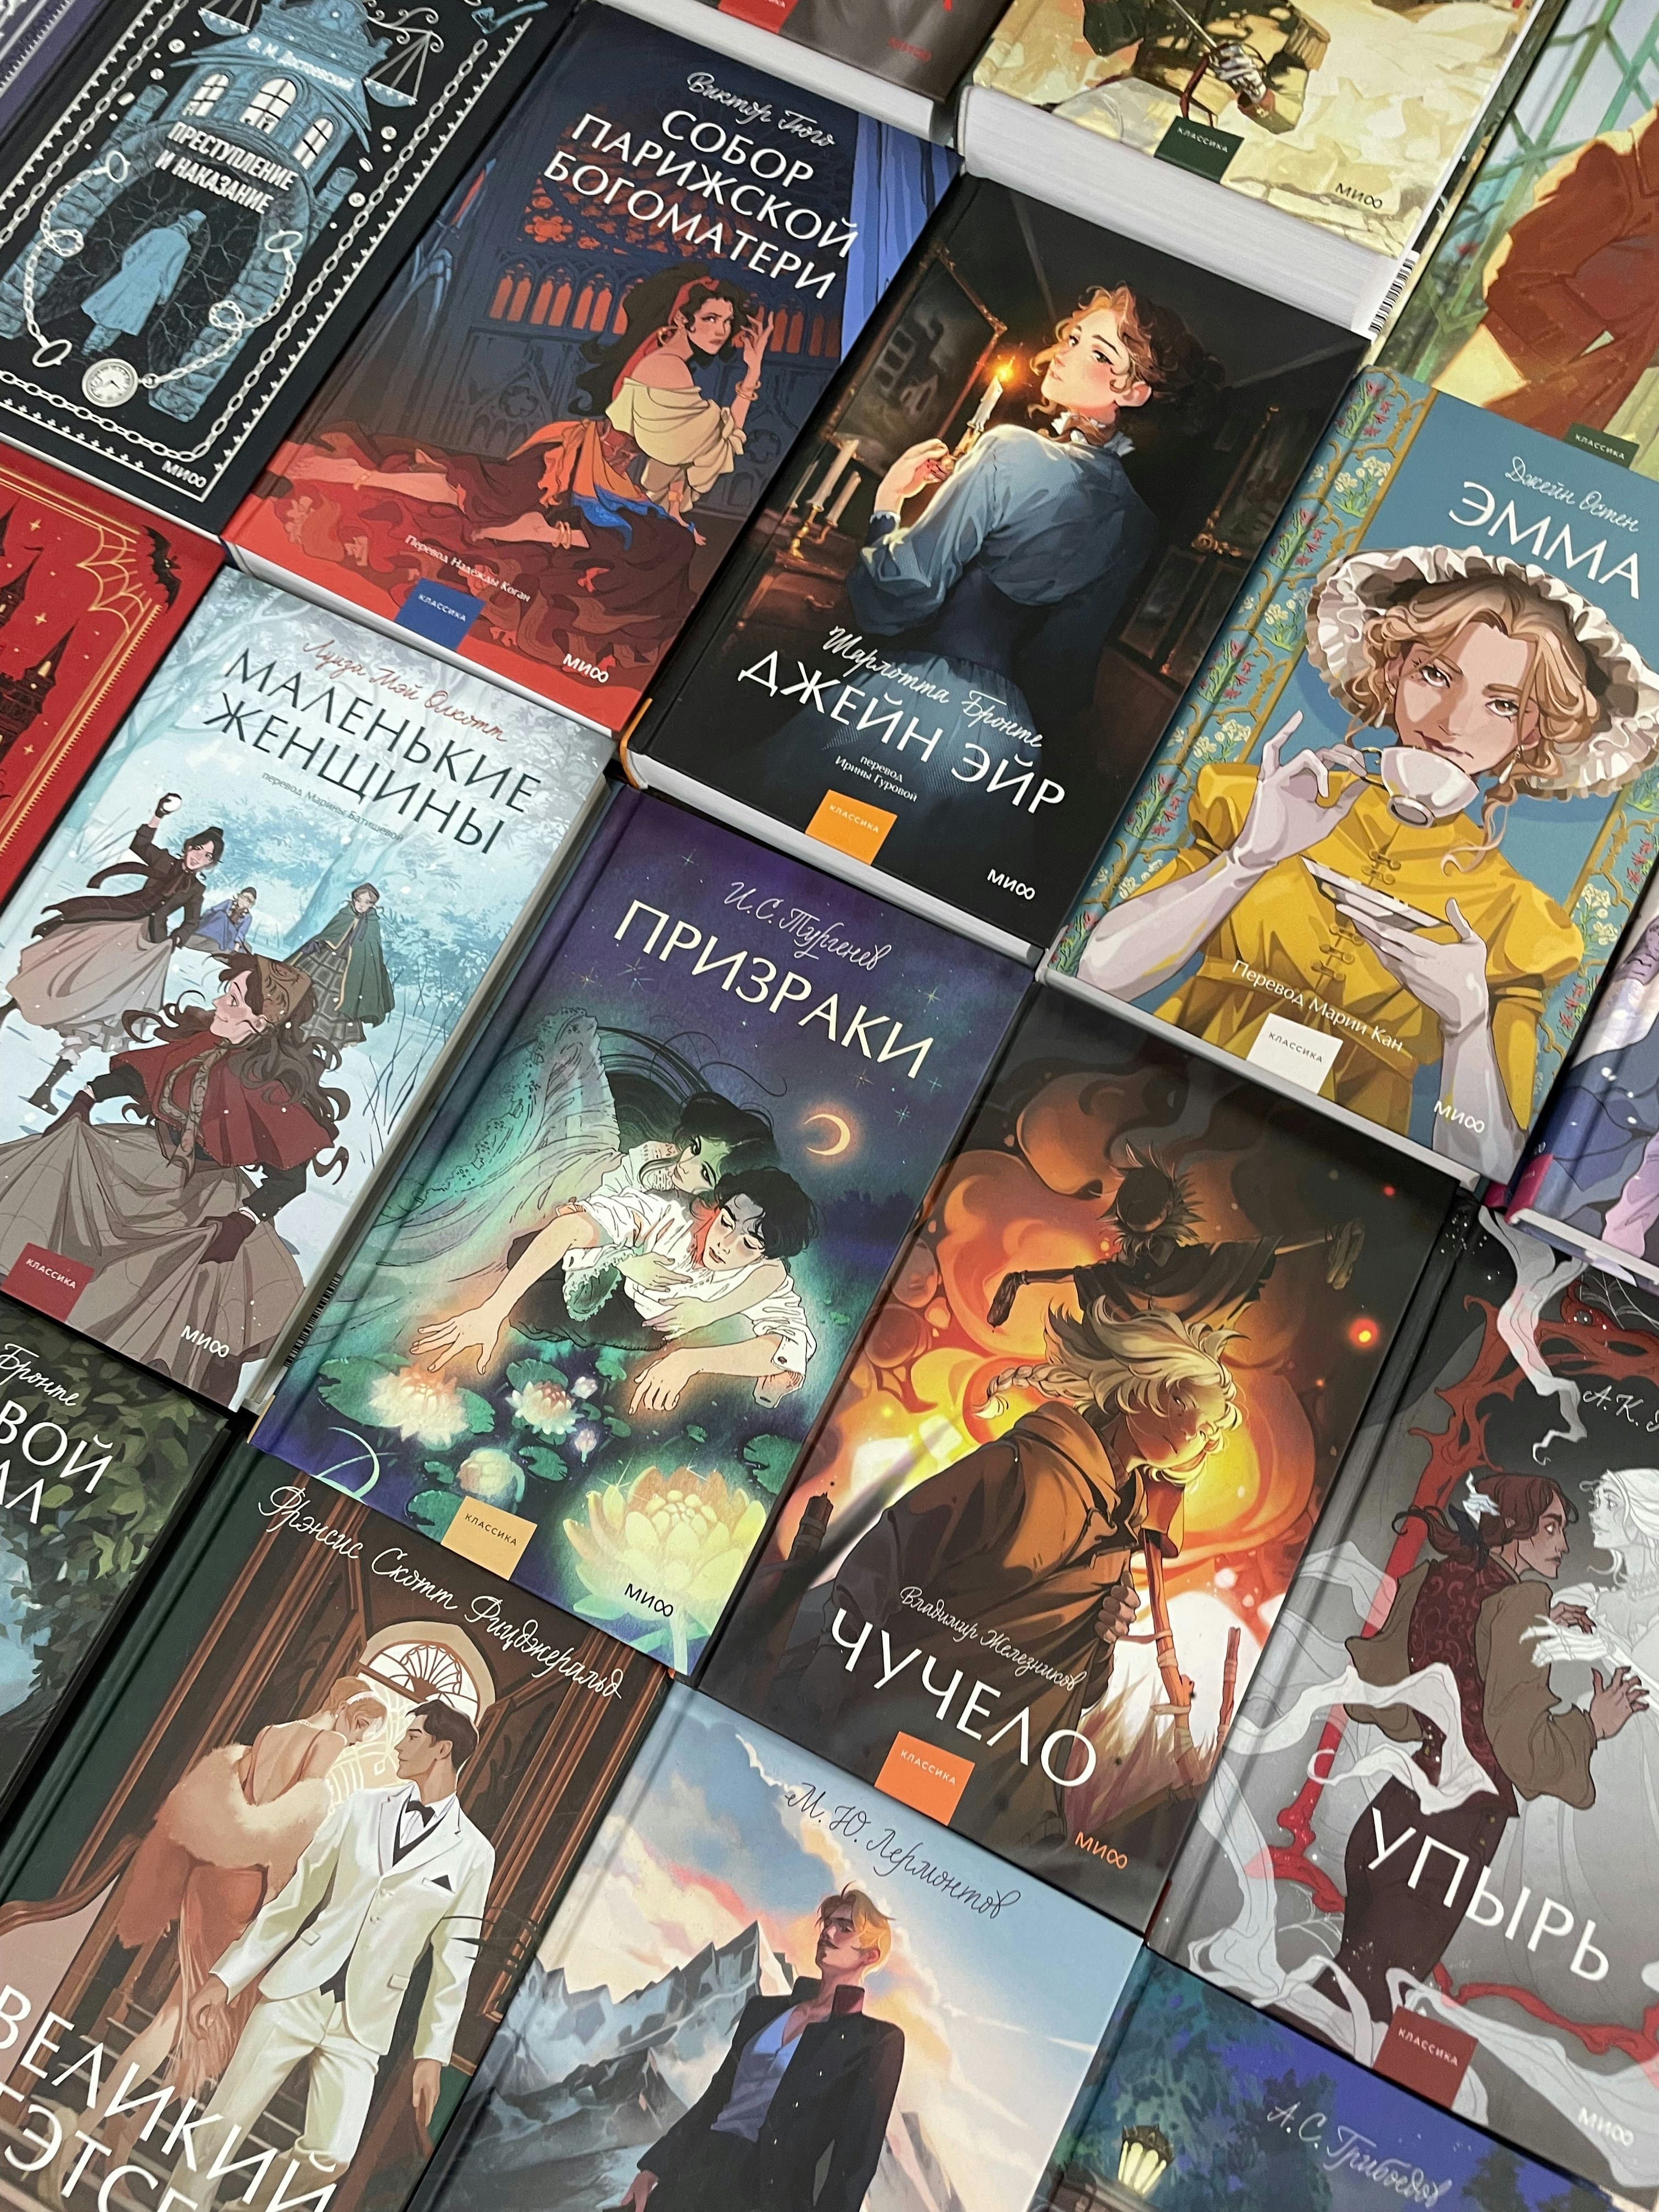 Ф. М. Достоевский
ПРЕСТУПЛЕНИЕ
И НАКАЗАНИЕ
МИФ
Виктор Гюго
СОБОР
ПАРИЖСКОЙ
БОГОМАТЕРИ
Перевод Надежды Коган
КЛАССИКА
МИФ
КЛАССИКА
МИФ
КЛАССИКА
Шарлотта Бронте
ДЖЕЙН ЭЙР
перевод
Ирины Гуровой
КЛАССИКА
МИФ
Джейн Остен
ЭММА
Перевод Марии Кан
КЛАССИКА
МИФ
Луиза Мэй Олкотт
МАЛЕНЬКИЕ
ЖЕНЩИНЫ
перевод Марины Батищевой
КЛАССИКА
МИФ
И. С. Тургенев
ПРИЗРАКИ
КЛАССИКА
МИФ
Владимир Железников
ЧУЧЕЛО
КЛАССИКА
МИФ
А. К.
УПЫРЬ
КЛАССИКА
МИФ
Бронте
ВОЙ
Фрэнсис Скотт Фицджеральд
ВЕЛИКИЙ
ГЭТСБ
М. Ю. Лермонтов
А. С. Грибоедов